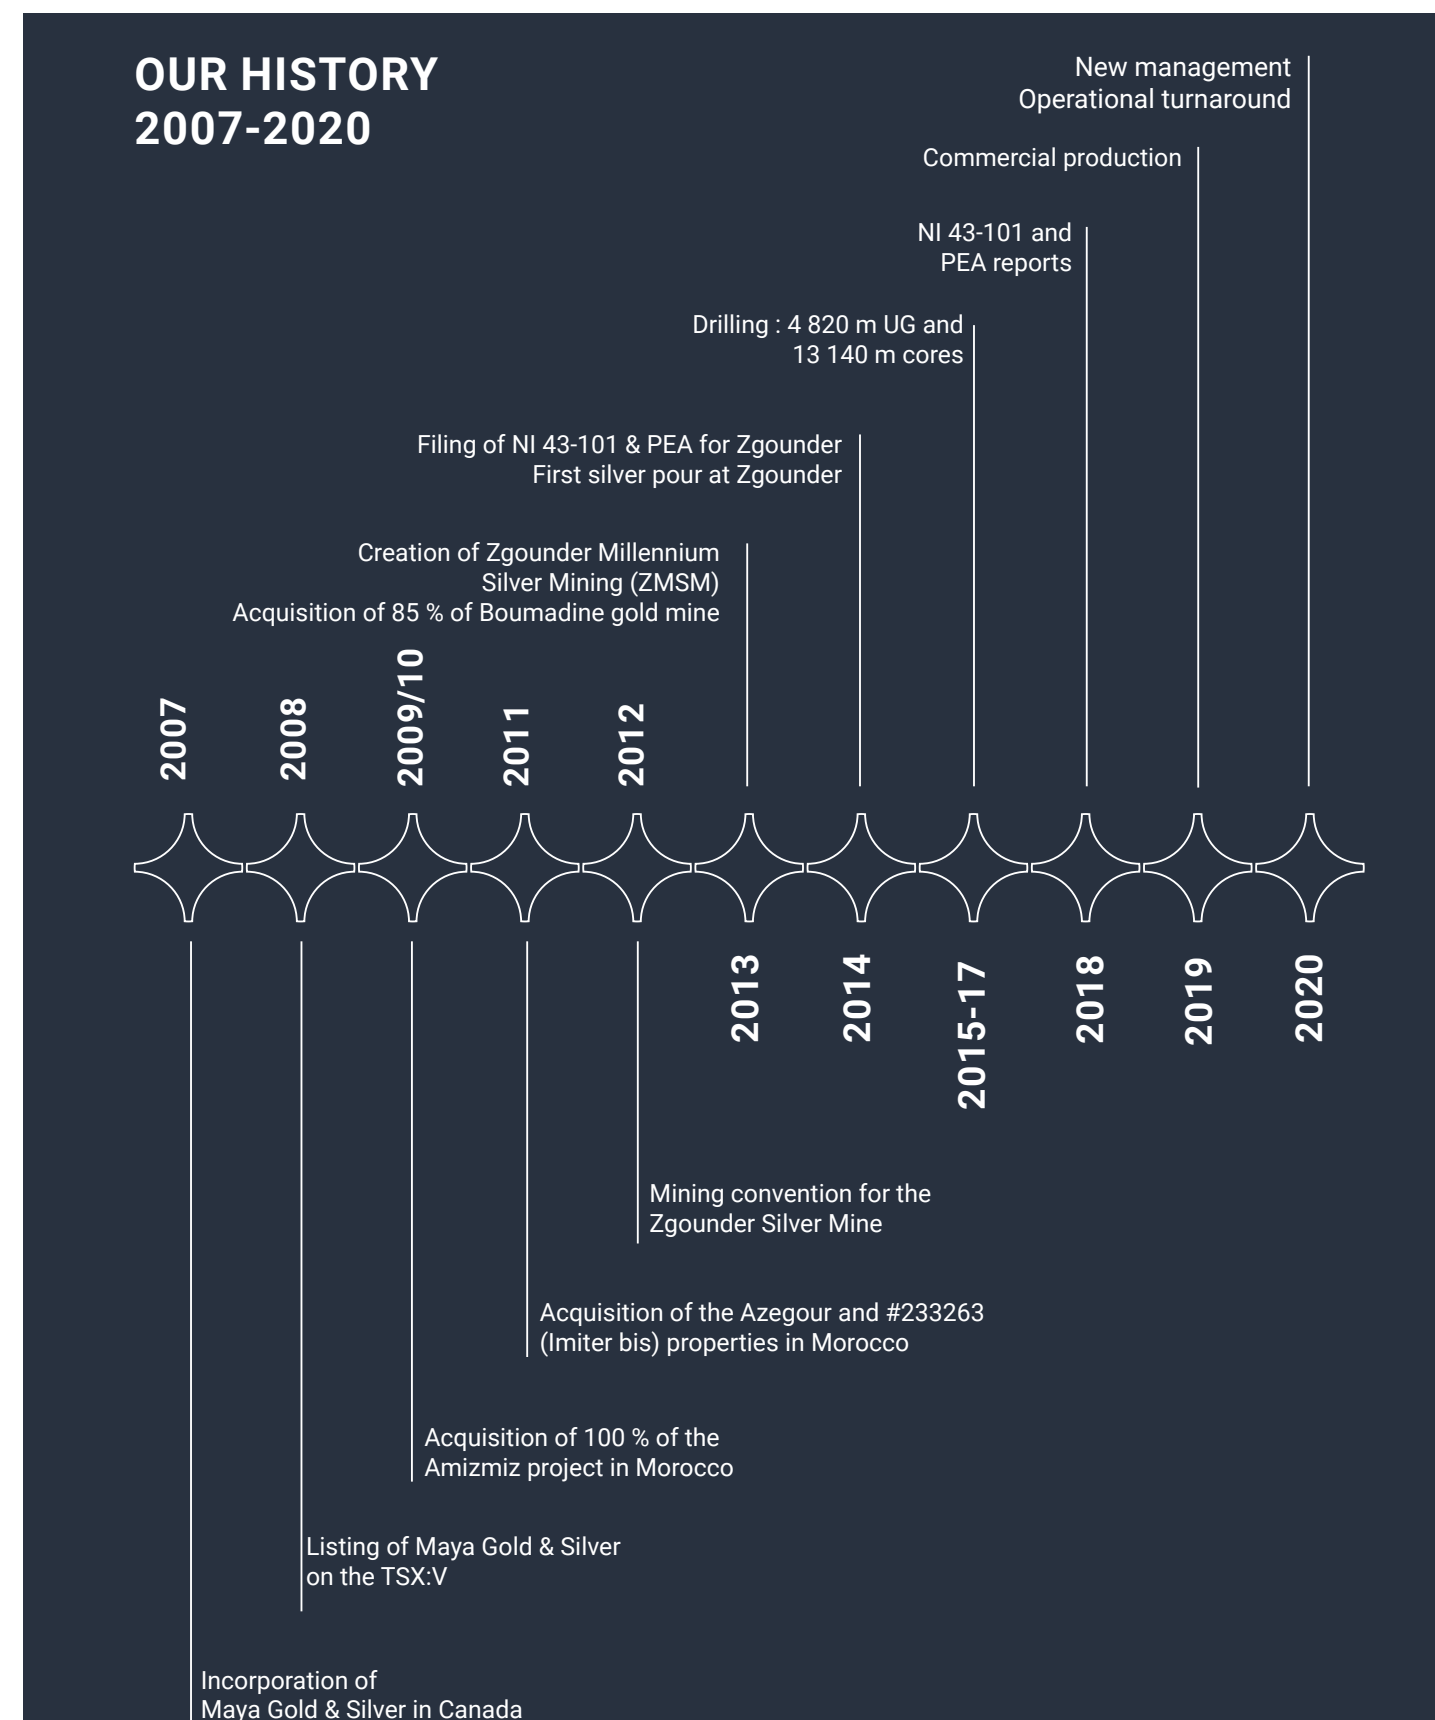 OUR HISTORY
2007-2020
New management
Operational turnaround
Commercial production
NI 43-101 and
PEA reports
Drilling : 4 820 m UG and
13 140 m cores
Filing of NI 43-101 & PEA for Zgounder
First silver pour at Zgounder
Creation of Zgounder Millennium
Silver Mining (ZMSM)
Acquisition of 85 % of Boumadine gold mine
2007
2008
2009/10
2011
2012
2013
2014
2015-17
2018
2019
2020
Mining convention for the
Zgounder Silver Mine
Acquisition of the Azegour and #233263
(Imiter bis) properties in Morocco
Acquisition of 100 % of the
Amizmiz project in Morocco
Listing of Maya Gold & Silver
on the TSX:V
Incorporation of
Maya Gold & Silver in Canada